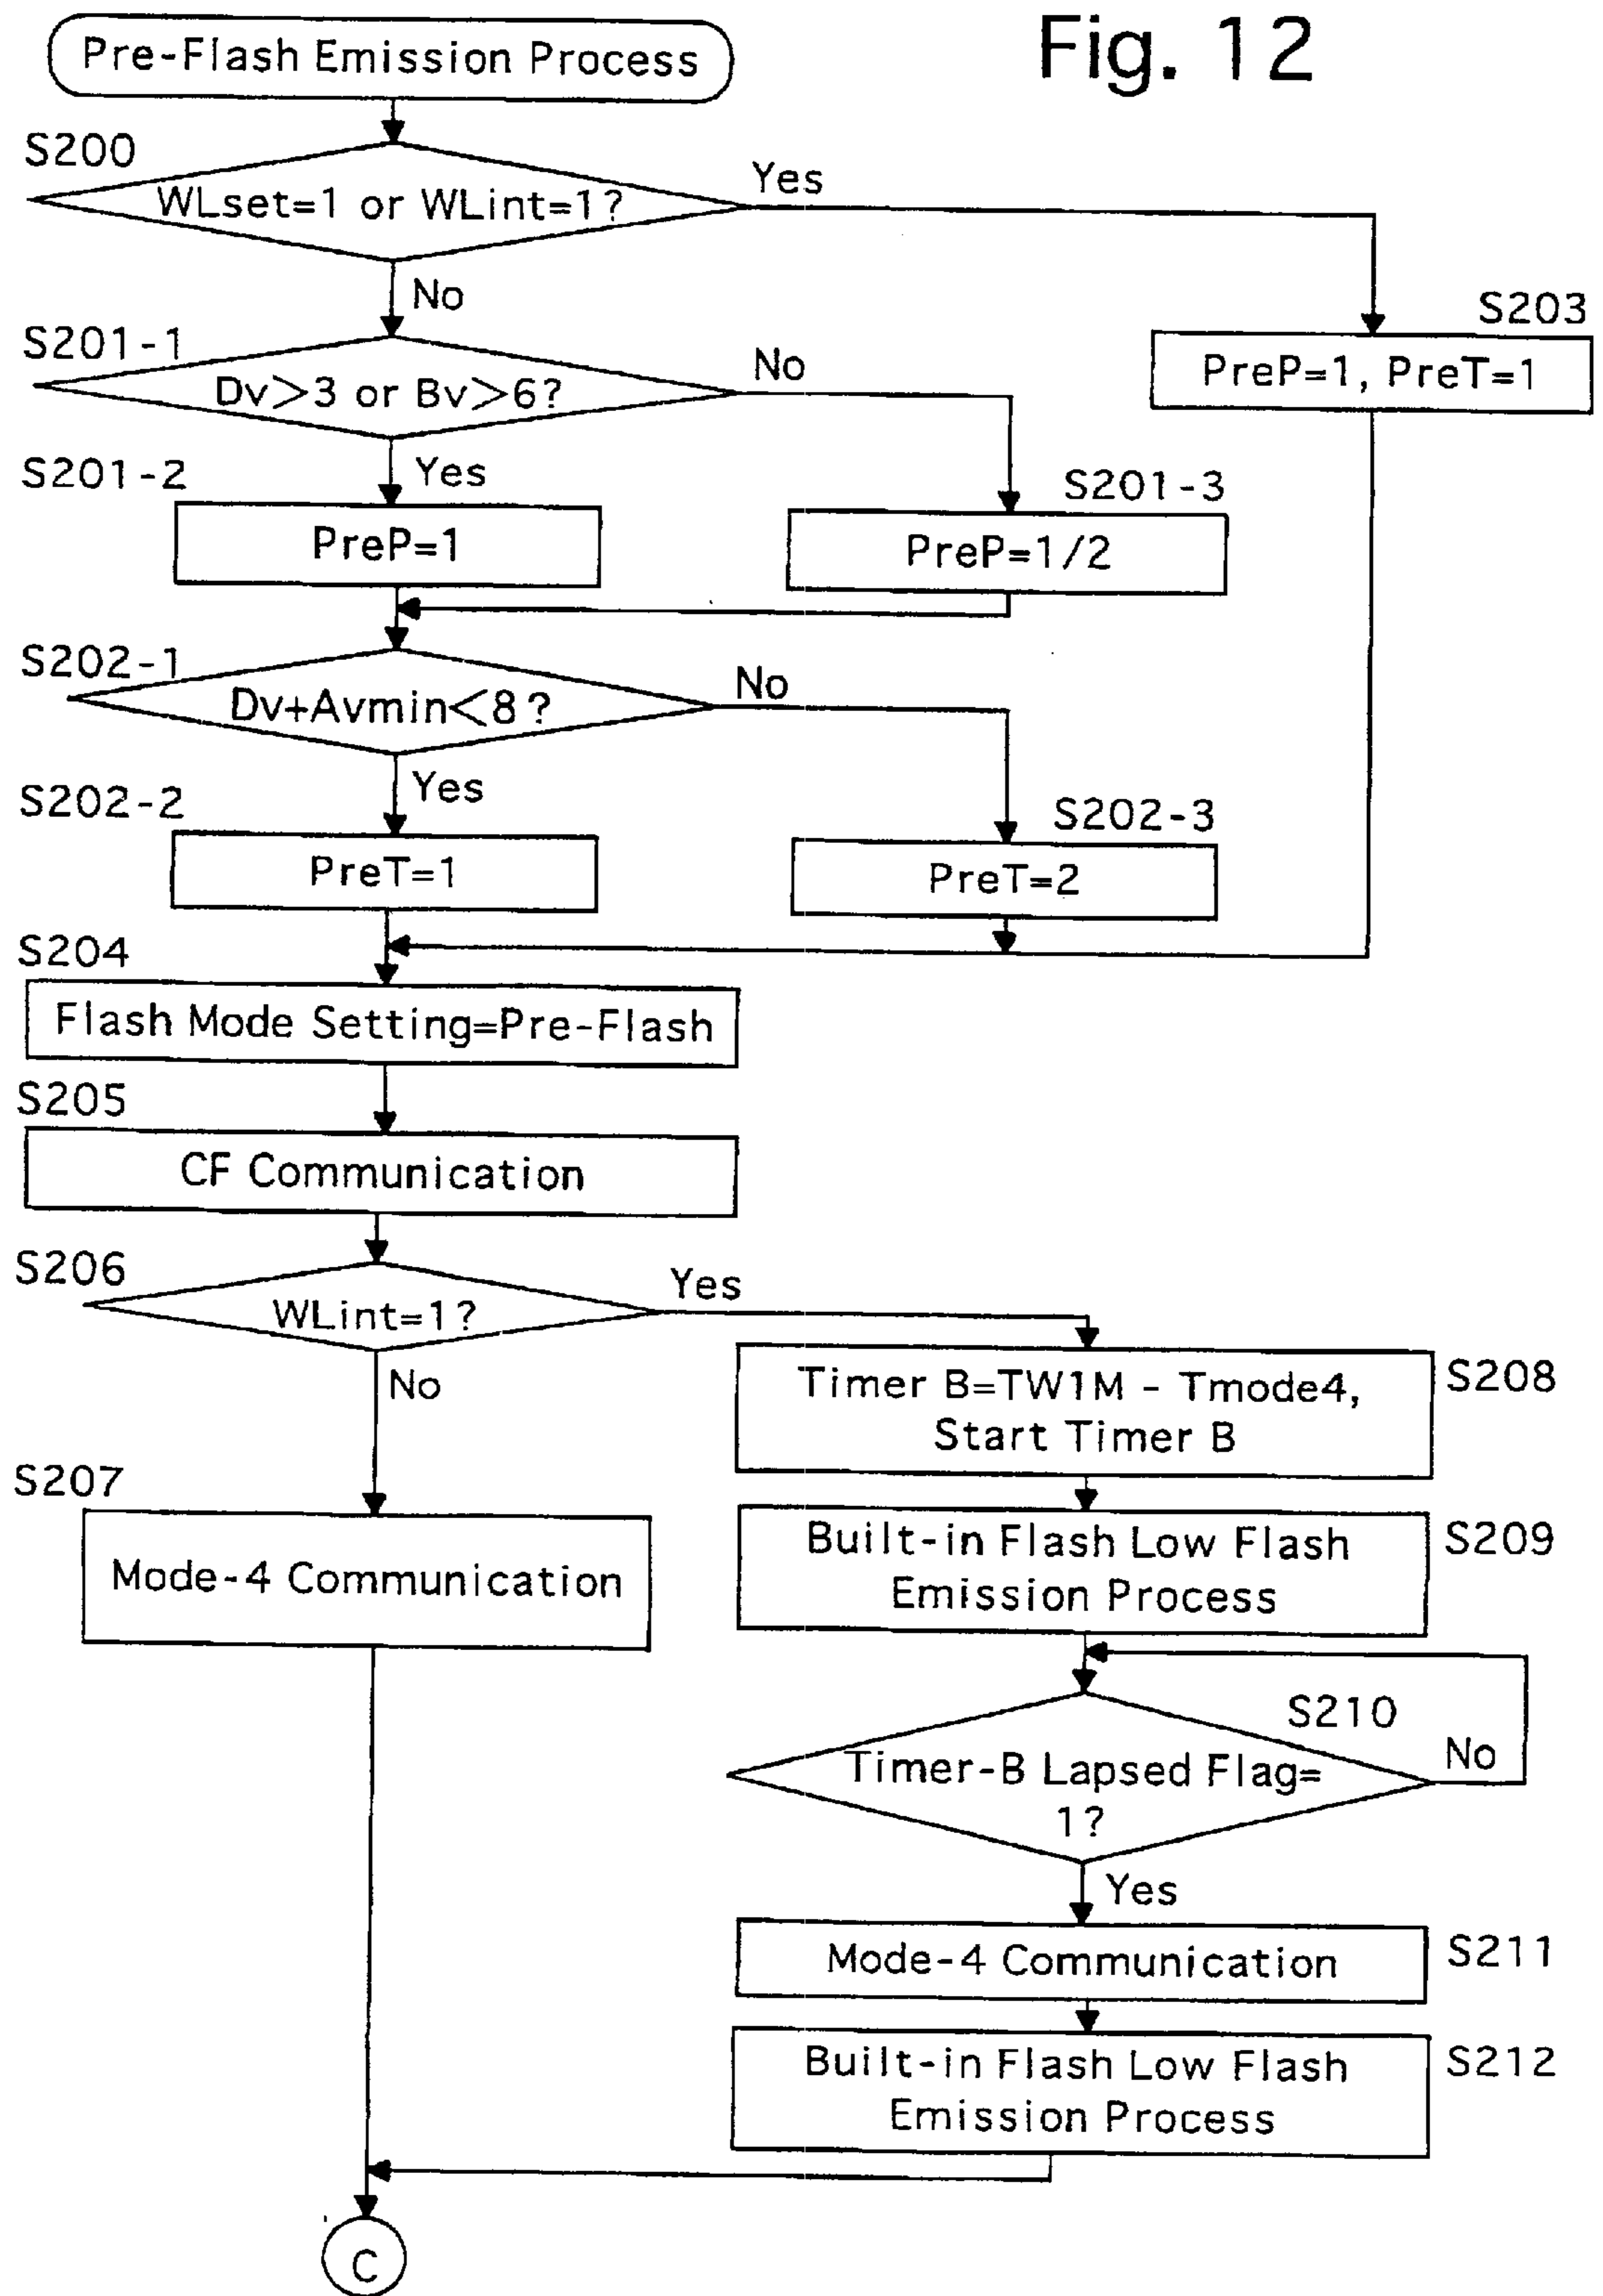 Fig. 12
Pre-Flash Emission Process
S200
WLset=1 or WLint=1?
Yes
No
S203
PreP=1, PreT=1
S201-1
Dv>3 or Bv>6?
No
Yes
S201-2
PreP=1
S201-3
PreP=1/2
S202-1
Dv+Avmin<8?
No
Yes
S202-2
PreT=1
S202-3
PreT=2
S204
Flash Mode Setting=Pre-Flash
S205
CF Communication
S206
WLint=1?
Yes
No
S207
Mode-4 Communication
Timer B=TW1M - Tmode4,
Start Timer B
S208
Built-in Flash Low Flash
Emission Process
S209
S210
Timer-B Lapsed Flag=
1?
No
Yes
Mode-4 Communication
S211
Built-in Flash Low Flash
Emission Process
S212
C